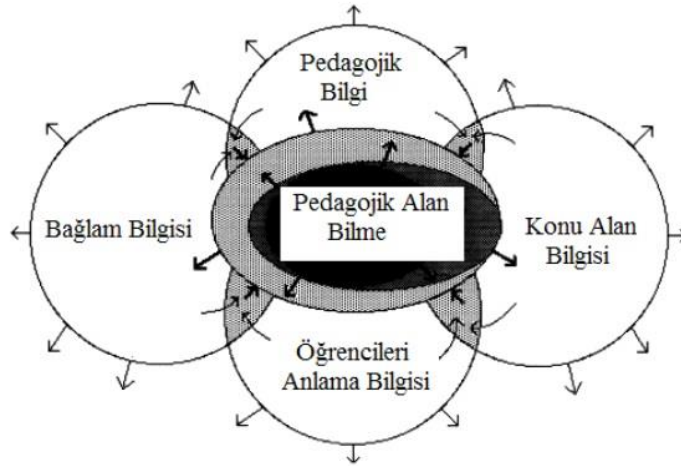 Pedagojik
Bilgi
Bağlam Bilgisi
Pedagojik Alan
Bilme
Konu Alan
Bilgisi
Öğrencileri
Anlama Bilgisi